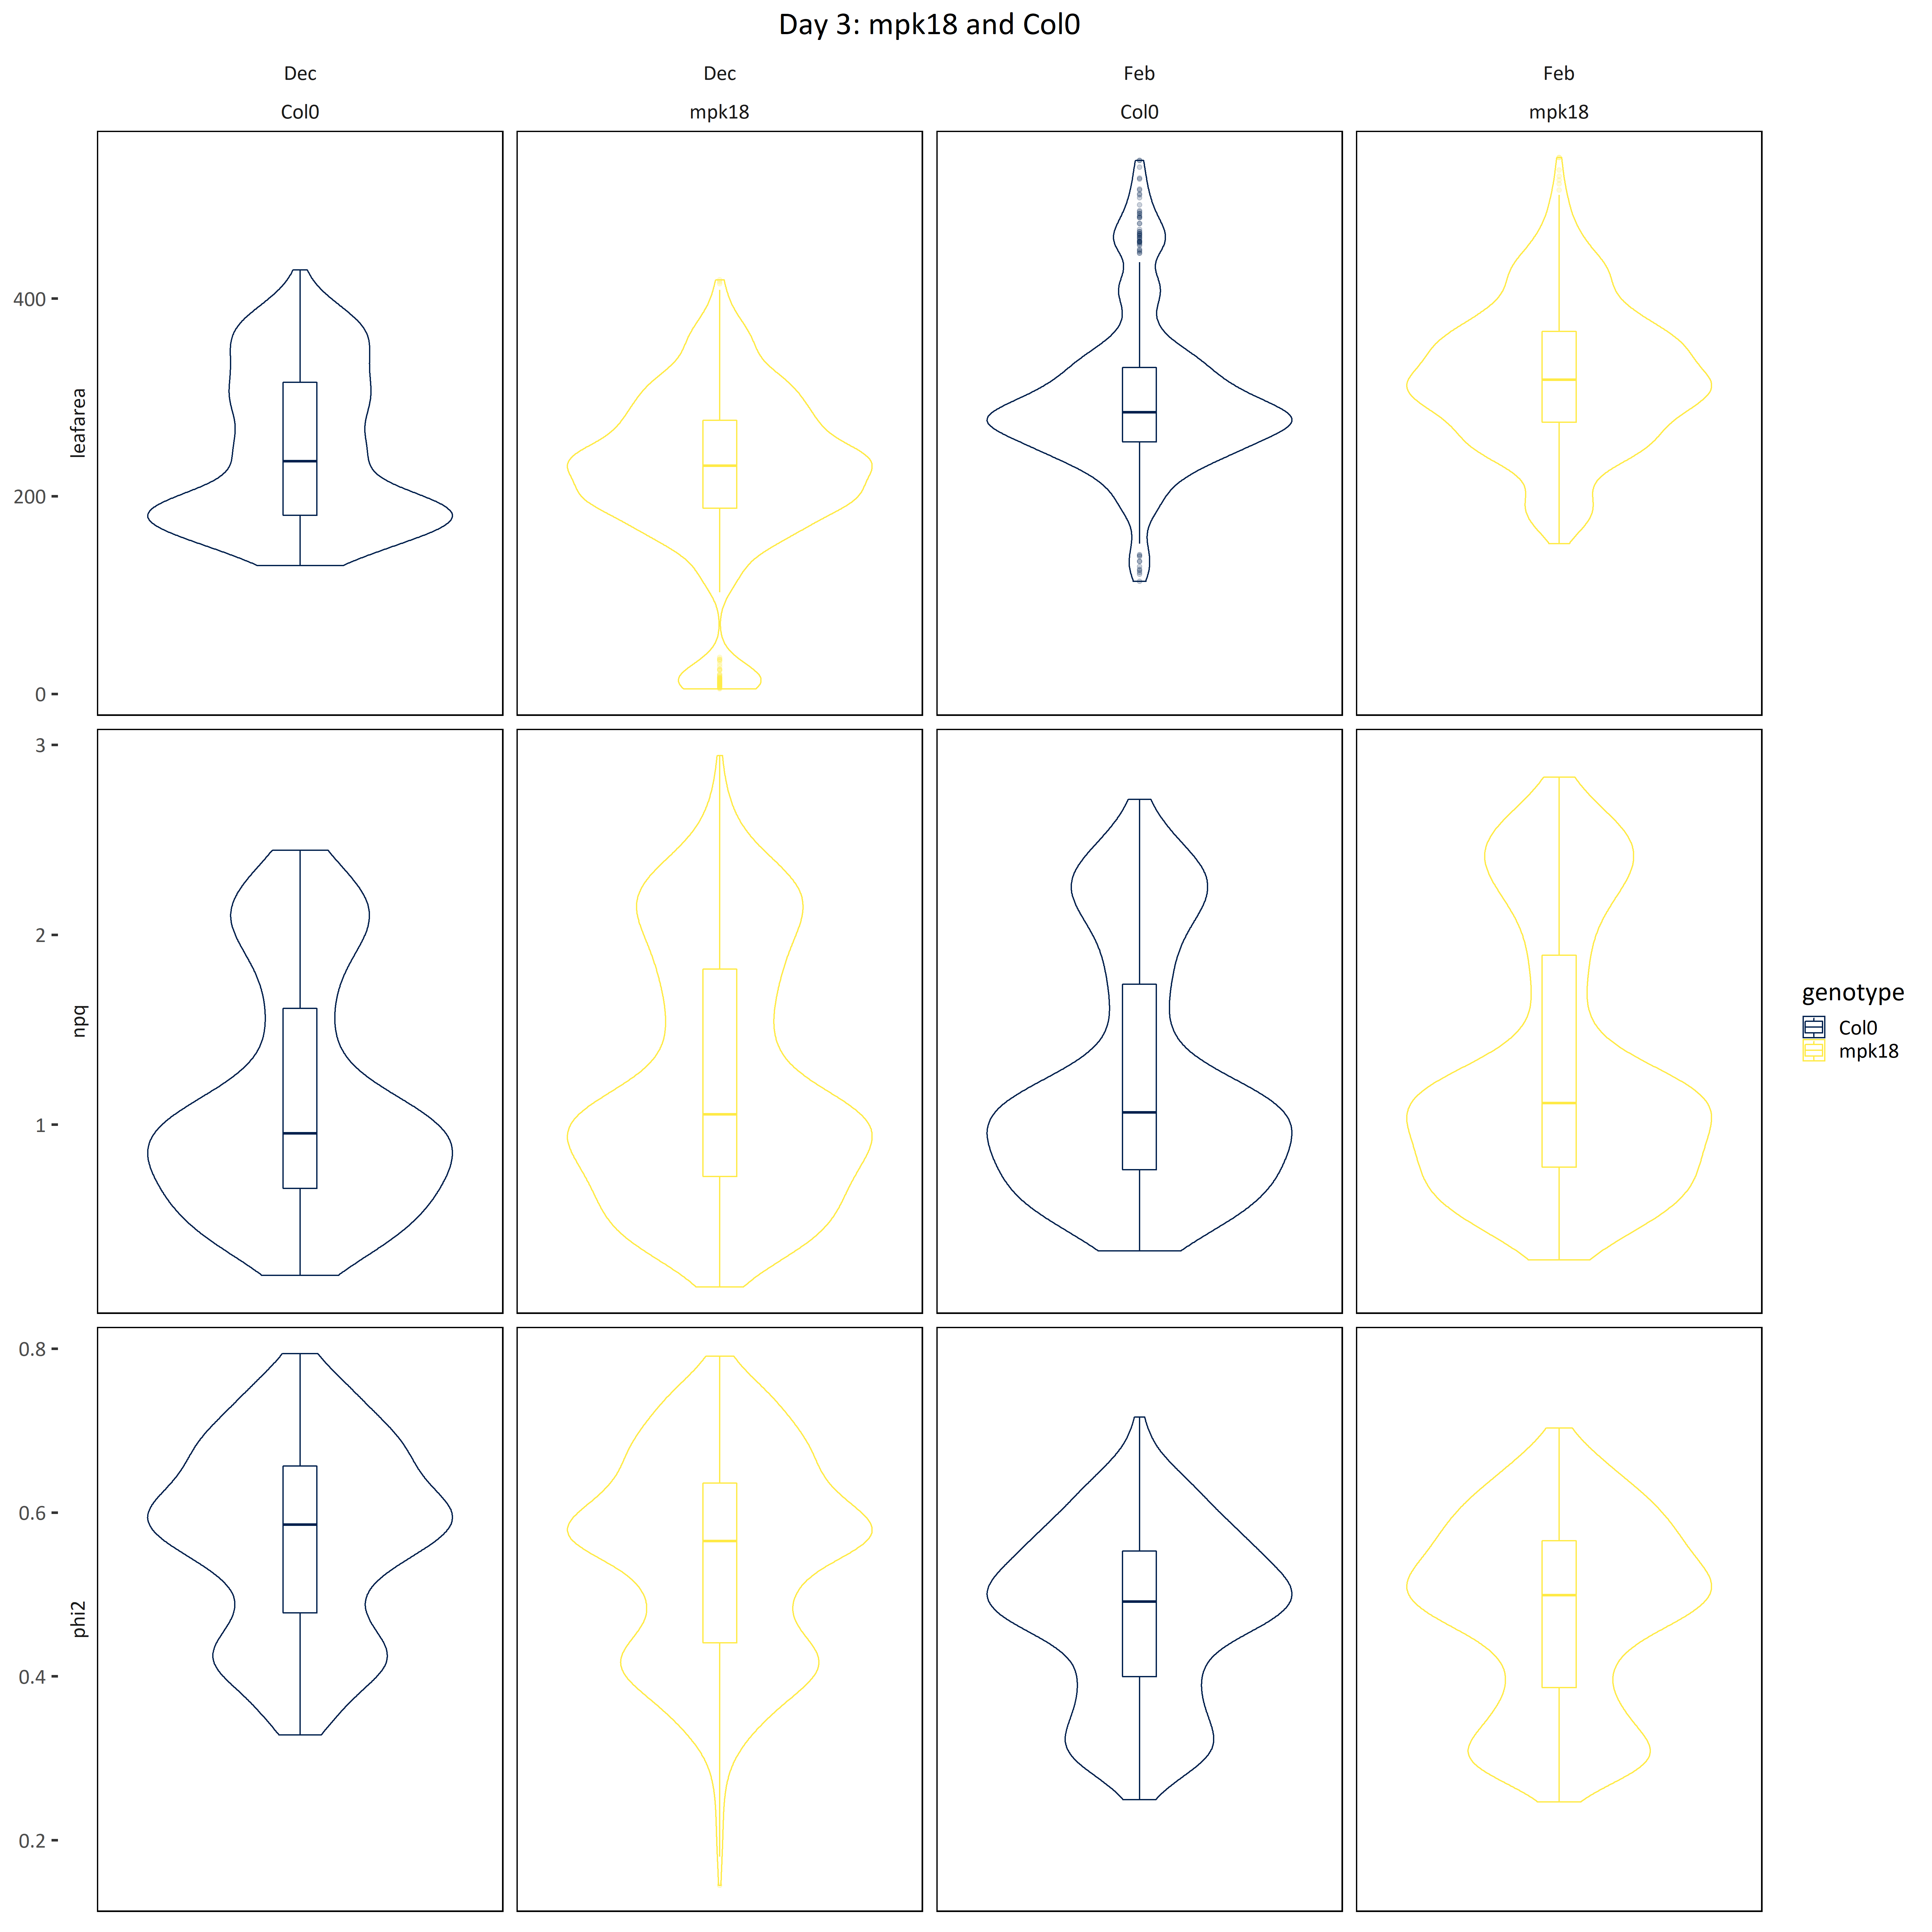 Day 3: mpk18 and Col0
Dec Dec Feb Feb
Col0 mpk18 Col0 mpk18
leafarea
400
200
0
npq
3
2
1
phi2
0.8
0.6
0.4
0.2
genotype
Col0
mpk18